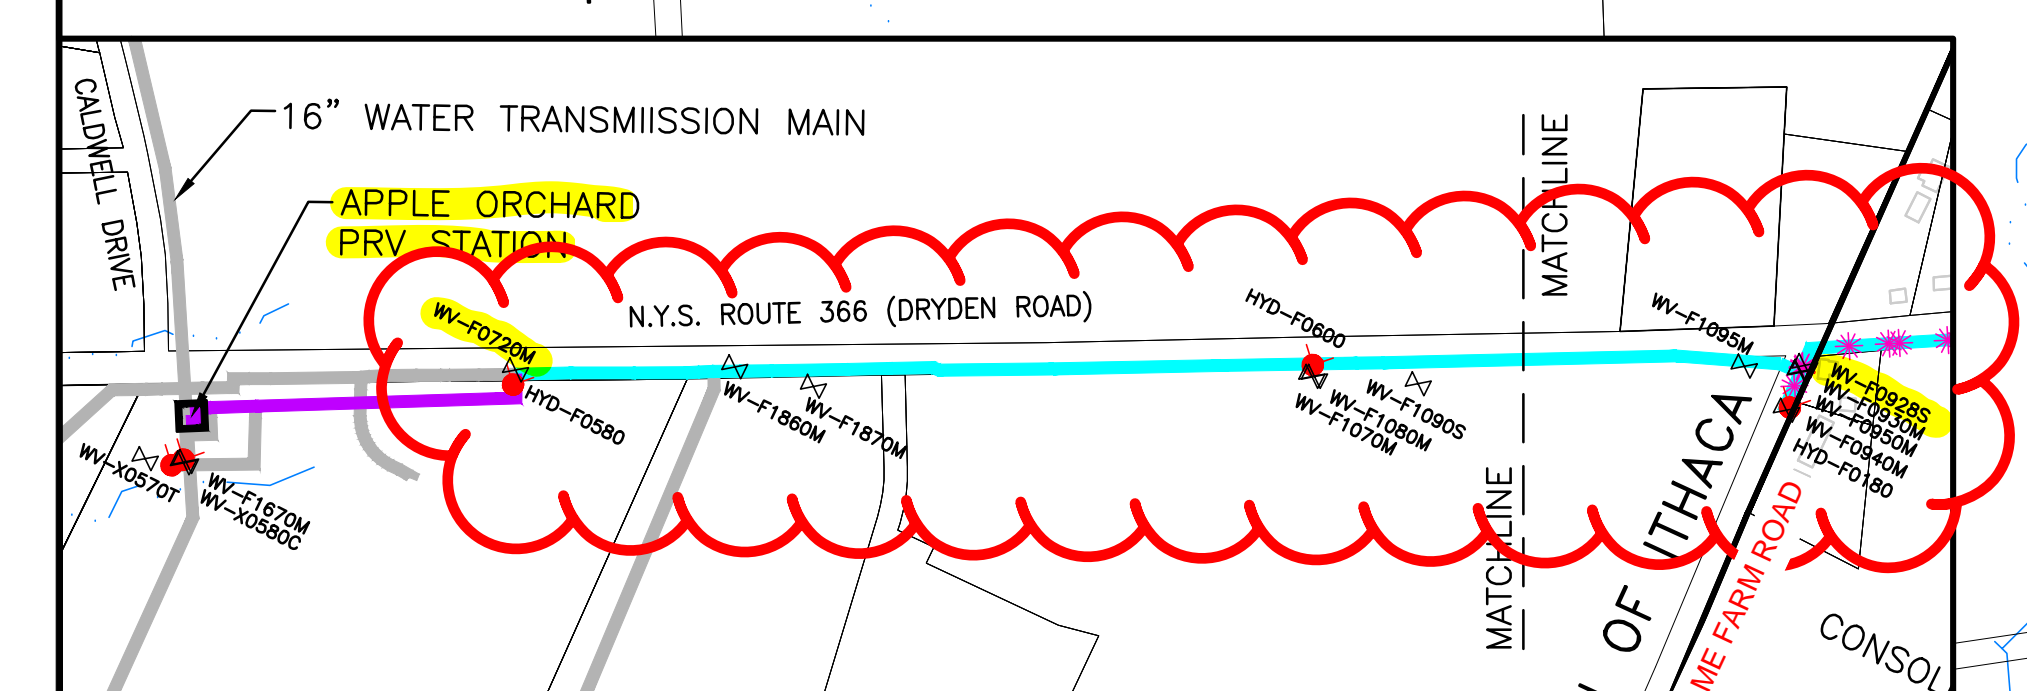 CALDWELL DRIVE
16" WATER TRANSMIISSION MAIN
APPLE ORCHARD
PRV STATION
N.Y.S. ROUTE 366 (DRYDEN ROAD)
MATCHLINE
MATCHLINE
WV-F0720M
HYD-F0580
WV-F1860M
WV-F1870M
HYD-F0600
WV-F1070M
WV-F1080M
WV-F1090S
WV-F1095M
WV-F0928S
WV-F0930M
WV-F0950M
WV-F0940M
HYD-F0180
WV-X0570T
WV-F1670M
WV-X0580C
OF ITHACA
ME FARM ROAD
CONSOL